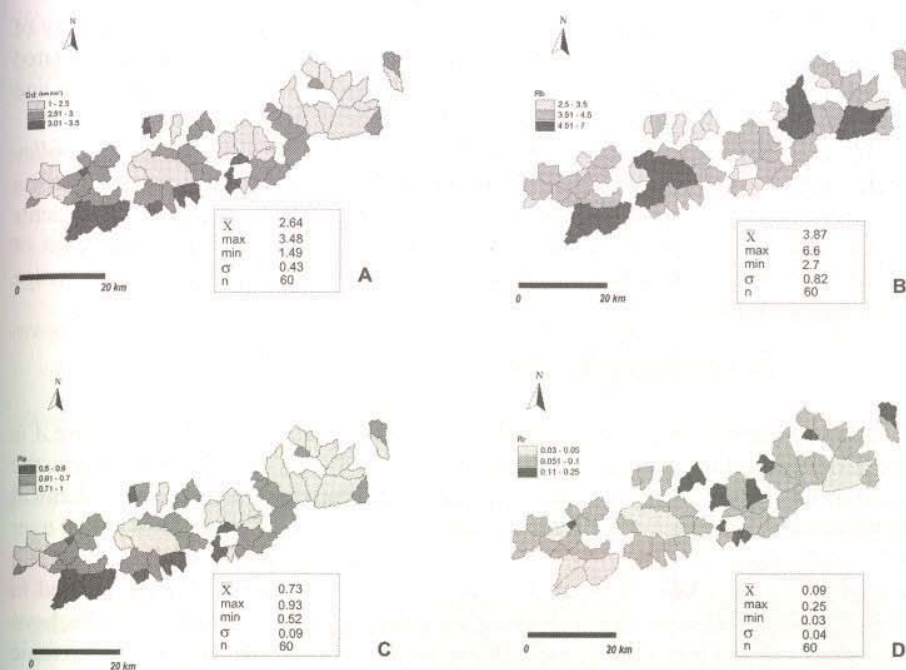 N
Dd (km/km²)
1 - 2.5
2.51 - 3
3.01 - 3.5
X̄ 2.64
max 3.48
min 1.49
σ 0.43
n 60
0 20 km
A
N
Rb
2.5 - 3.5
3.51 - 4.5
4.51 - 7
X̄ 3.87
max 6.6
min 2.7
σ 0.82
n 60
0 20 km
B
N
Re
0.5 - 0.6
0.61 - 0.7
0.71 - 1
X̄ 0.73
max 0.93
min 0.52
σ 0.09
n 60
0 20 km
C
N
Rr
0.03 - 0.05
0.051 - 0.1
0.11 - 0.25
X̄ 0.09
max 0.25
min 0.03
σ 0.04
n 60
0 20 km
D